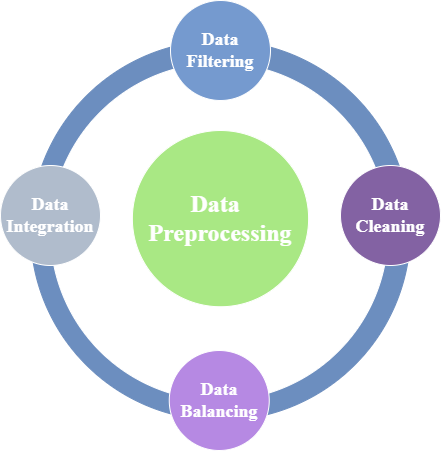 Data
Filtering
Data
Integration
Data
Preprocessing
Data
Cleaning
Data
Balancing